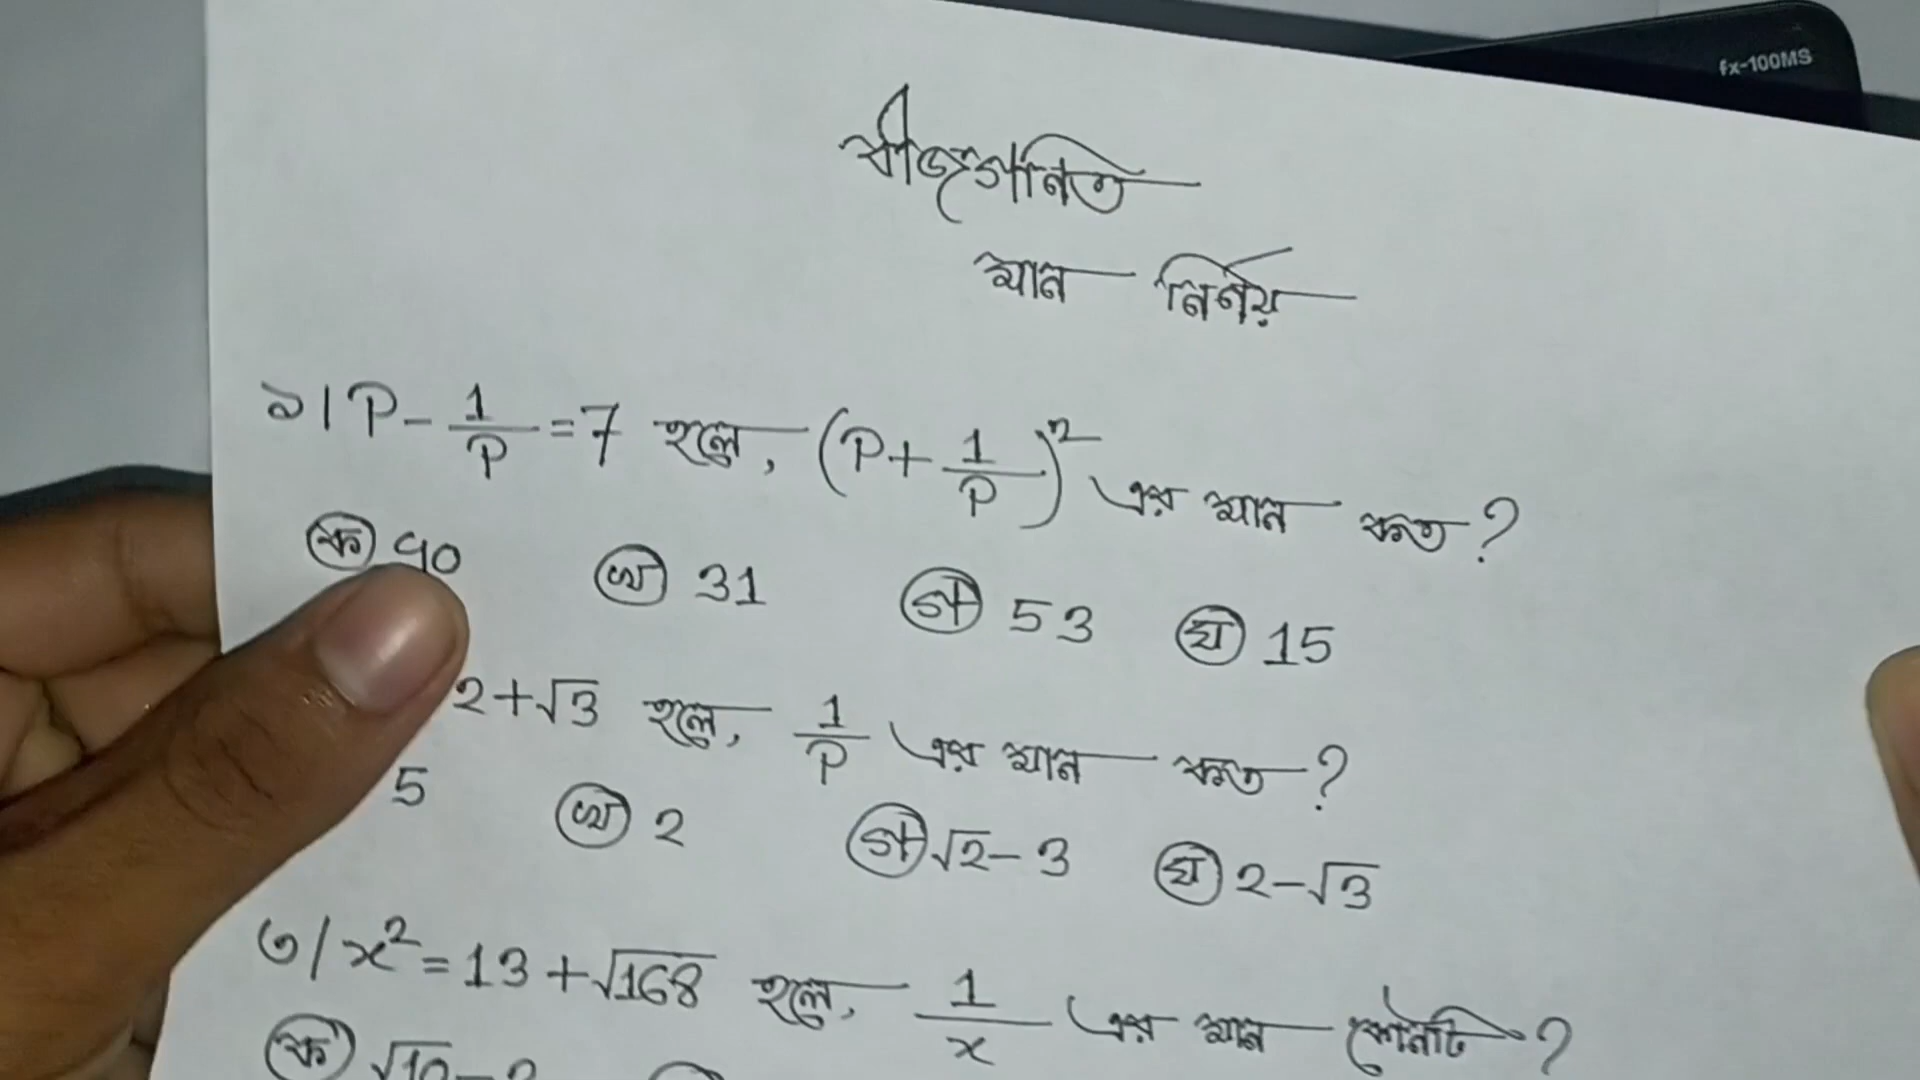 fx-100MS
বীজগণিত
মান নির্ণয়
১। P - 1/P = 7 হলে, (P + 1/P)² এর মান কত?
ক 90 খ 31 গ 53 ঘ 15
2+√3 হলে, 1/P এর মান কত?
5 খ 2 গ √2-3 ঘ 2-√3
৩। x² = 13 + √168 হলে, 1/x এর মান কোনটি?
ক